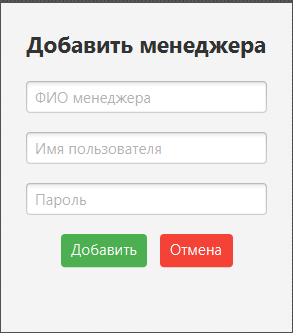 Добавить менеджера
ФИО менеджера
Имя пользователя
Пароль
Добавить Отмена